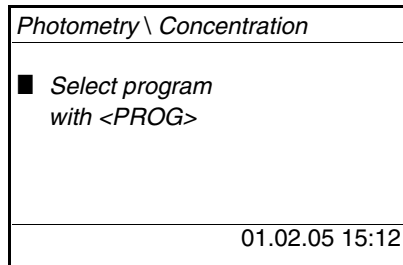 Photometry \ Concentration
Select program
with <PROG>
01.02.05 15:12